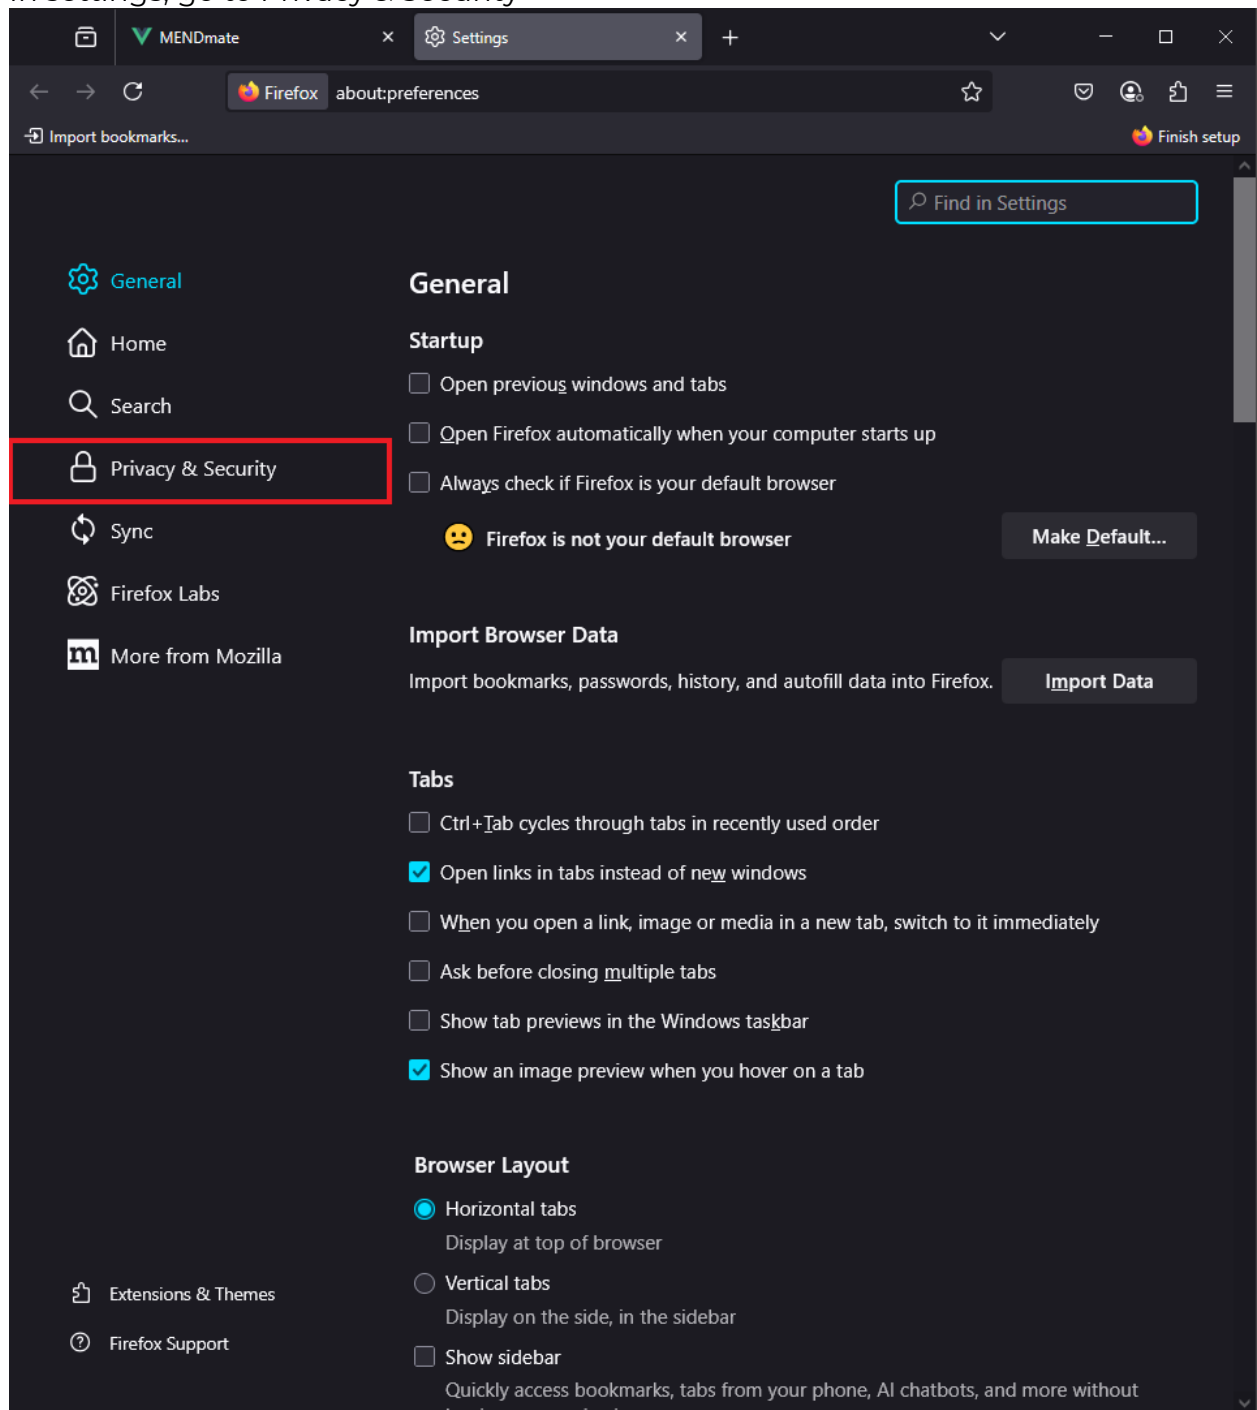 In settings, go to Privacy & Security
MENDmate
Settings
Firefox about:preferences
Import bookmarks...
Finish setup
Find in Settings
General
Home
Search
Privacy & Security
Sync
Firefox Labs
m More from Mozilla
General
Startup
Open previous windows and tabs
Open Firefox automatically when your computer starts up
Always check if Firefox is your default browser
Firefox is not your default browser
Make Default...
Import Browser Data
Import bookmarks, passwords, history, and autofill data into Firefox.
Import Data
Tabs
Ctrl+Tab cycles through tabs in recently used order
Open links in tabs instead of new windows
When you open a link, image or media in a new tab, switch to it immediately
Ask before closing multiple tabs
Show tab previews in the Windows taskbar
Show an image preview when you hover on a tab
Browser Layout
Horizontal tabs
Display at top of browser
Vertical tabs
Display on the side, in the sidebar
Show sidebar
Quickly access bookmarks, tabs from your phone, AI chatbots, and more without
Extensions & Themes
Firefox Support